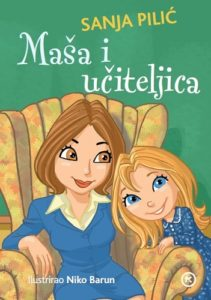 SANJA PILIĆ
Maša i
učiteljica
Ilustrirao Niko Barun